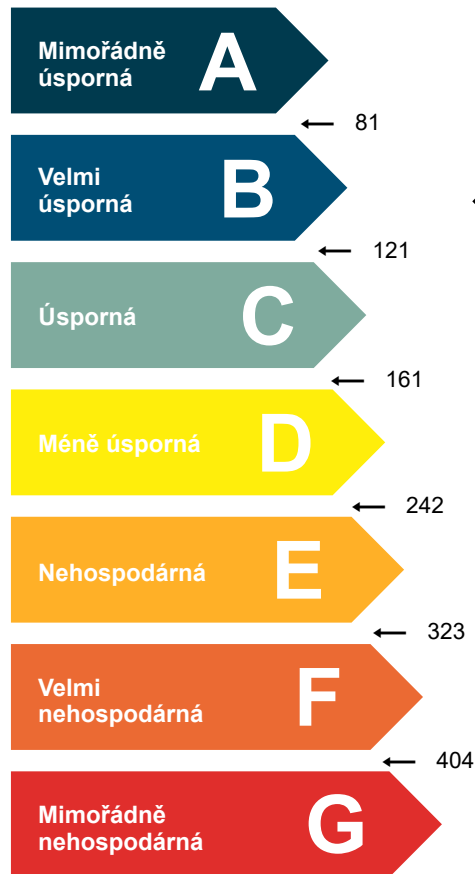 Mimořádně
úsporná
A
81
Velmi
úsporná
B
121
Úsporná
C
161
Méně úsporná
D
242
Nehospodárná
E
323
Velmi
nehospodárná
F
404
Mimořádně
nehospodárná
G